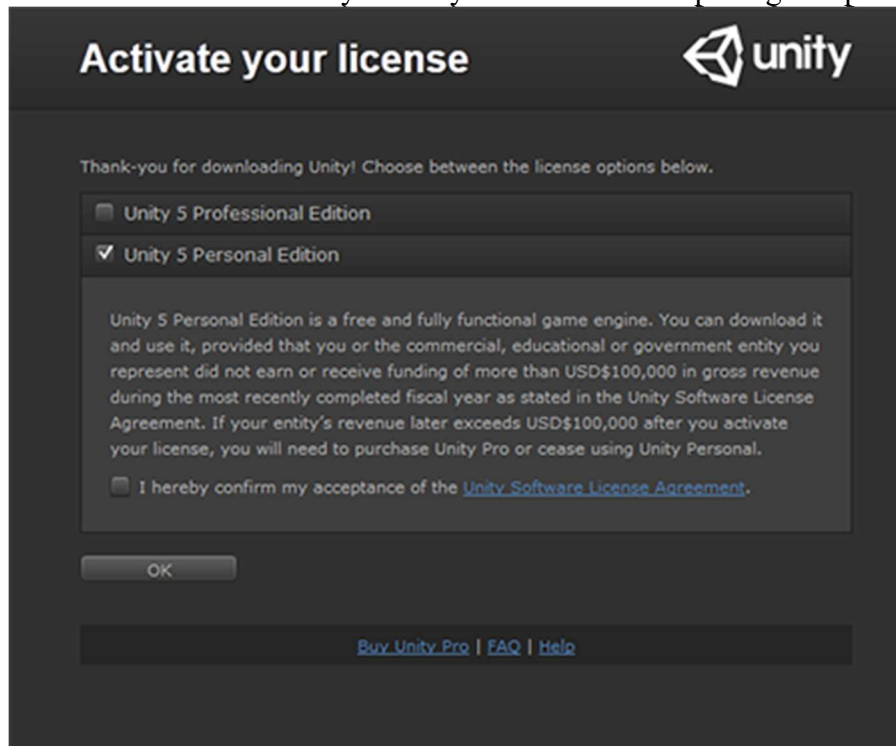 Activate your license
unity
Thank-you for downloading Unity! Choose between the license options below.
Unity 5 Professional Edition
Unity 5 Personal Edition
Unity 5 Personal Edition is a free and fully functional game engine. You can download it
and use it, provided that you or the commercial, educational or government entity you
represent did not earn or receive funding of more than USD$100,000 in gross revenue
during the most recently completed fiscal year as stated in the Unity Software License
Agreement. If your entity's revenue later exceeds USD$100,000 after you activate
your license, you will need to purchase Unity Pro or cease using Unity Personal.
I hereby confirm my acceptance of the Unity Software License Agreement.
OK
Buy Unity Pro | FAQ | Help